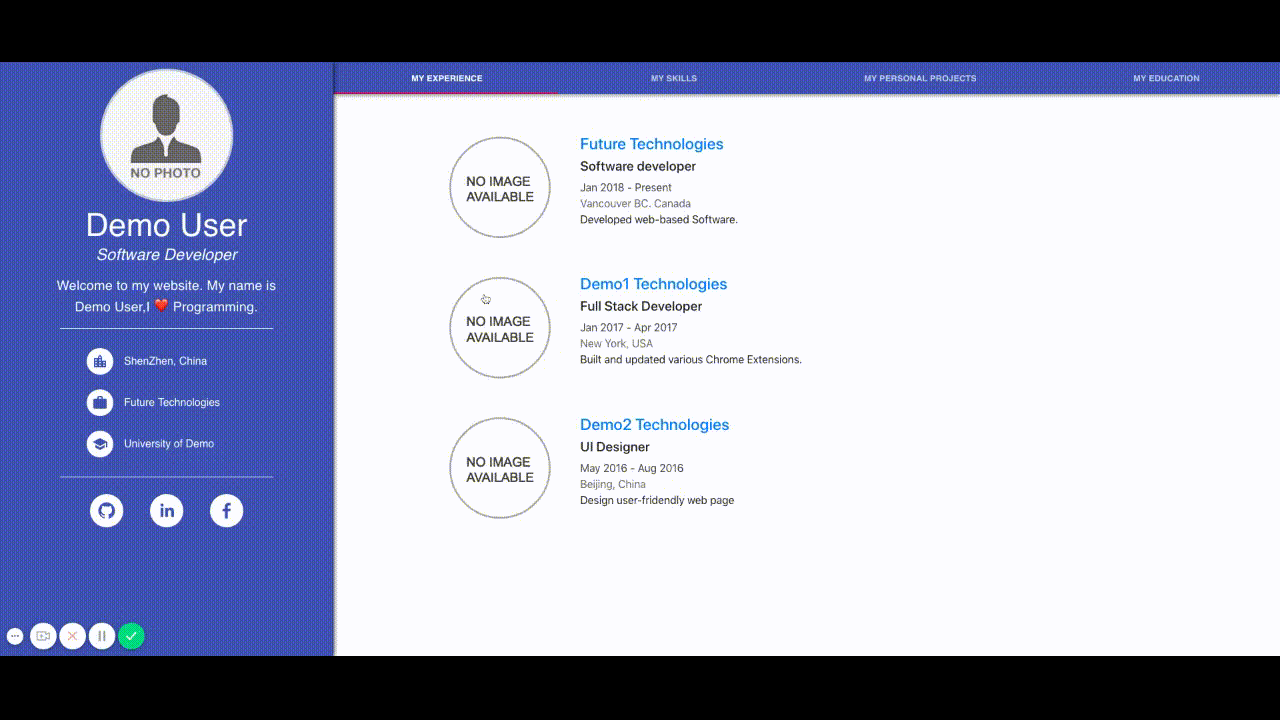 NO PHOTO
Demo User
Software Developer
Welcome to my website. My name is
Demo User,I ❤️ Programming.
ShenZhen, China
Future Technologies
University of Demo
in
f
MY EXPERIENCE
MY SKILLS
MY PERSONAL PROJECTS
MY EDUCATION
NO IMAGE
AVAILABLE
Future Technologies
Software developer
Jan 2018 - Present
Vancouver BC. Canada
Developed web-based Software.
NO IMAGE
AVAILABLE
Demo1 Technologies
Full Stack Developer
Jan 2017 - Apr 2017
New York, USA
Built and updated various Chrome Extensions.
NO IMAGE
AVAILABLE
Demo2 Technologies
UI Designer
May 2016 - Aug 2016
Beijing, China
Design user-fridendly web page